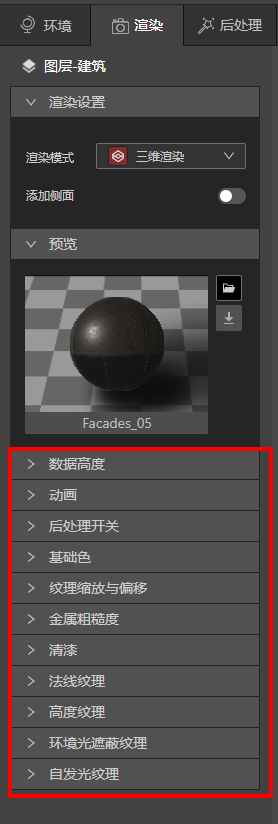 环境 渲染 后处理
图层-建筑
渲染设置
渲染模式 三维渲染
添加侧面
预览
Facades_05
数据高度
动画
后处理开关
基础色
纹理缩放与偏移
金属粗糙度
清漆
法线纹理
高度纹理
环境光遮蔽纹理
自发光纹理